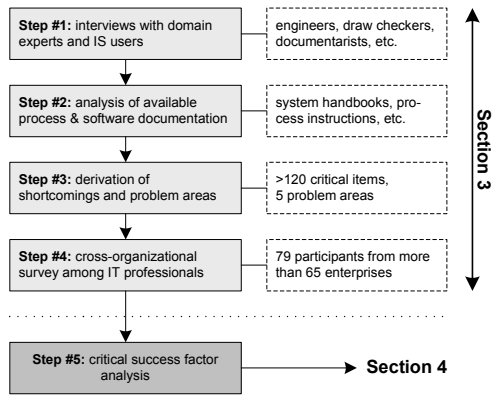 Step #1: interviews with domain
experts and IS users
engineers, draw checkers,
documentarists, etc.
Step #2: analysis of available
process & software documentation
system handbooks, pro-
cess instructions, etc.
Step #3: derivation of
shortcomings and problem areas
>120 critical items,
5 problem areas
Step #4: cross-organizational
survey among IT professionals
79 participants from more
than 65 enterprises
Section 3
Step #5: critical success factor
analysis
Section 4